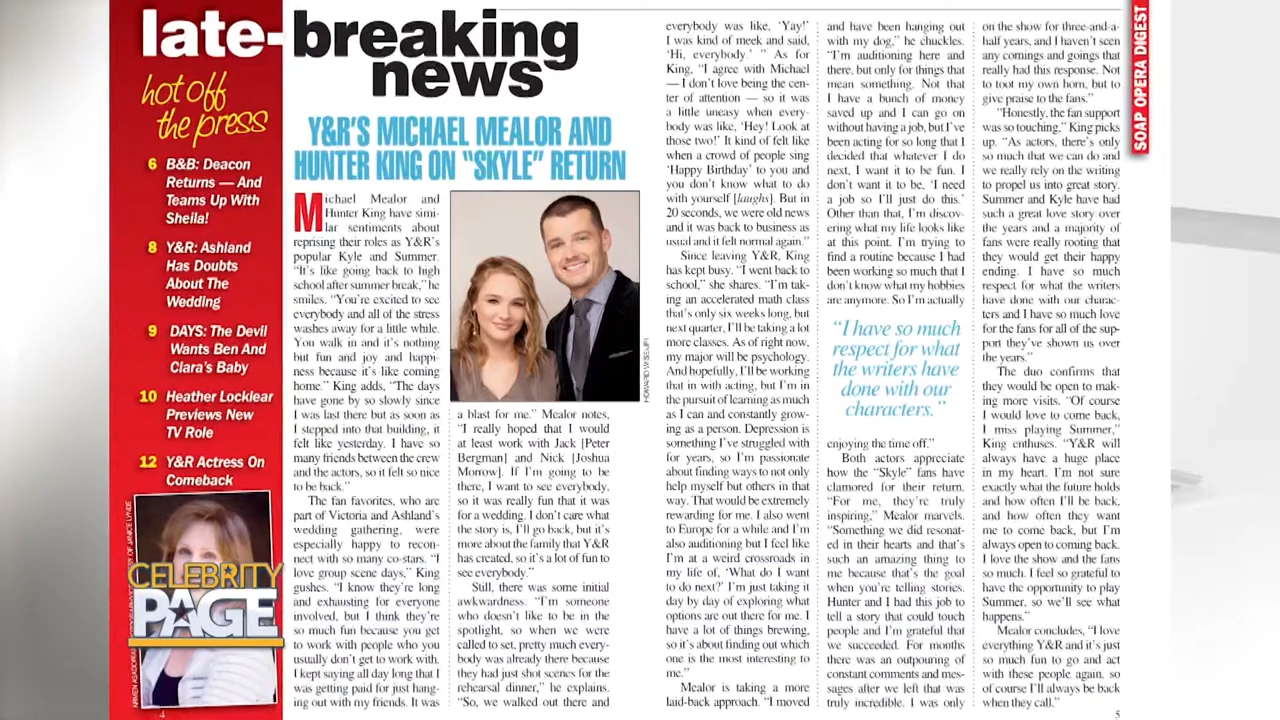 late-breaking
news
hot off
the press
6 B&B: Deacon
Returns — And
Teams Up With
Sheila!
8 Y&R: Ashland
Has Doubts
About The
Wedding
9 DAYS: The Devil
Wants Ben And
Ciara's Baby
10 Heather Locklear
Previews New
TV Role
12 Y&R Actress On
Comeback
CELEBRITY
PAGE
4
Y&R'S MICHAEL MEALOR AND
HUNTER KING ON “SKYLE” RETURN
Michael Mealor and
Hunter King have simi-
lar sentiments about
reprising their roles as Y&R's
popular Kyle and Summer.
“It's like going back to high
school after summer break,” he
smiles. “You're excited to see
everybody and all of the stress
washes away for a little while.
You walk in and it's nothing
but fun and joy and happi-
ness because it's like coming
home.” King adds, “The days
have gone by so slowly since
I was last there but as soon as
I stepped into that building, it
felt like yesterday. I have so
many friends between the crew
and the actors, so it felt so nice
to be back.”
The fan favorites, who are
part of Victoria and Ashland's
wedding gathering, were
especially happy to recon-
nect with so many co-stars. “I
love group scene days,” King
gushes. “I know they're long
and exhausting for everyone
involved, but I think they're
so much fun because you get
to work with people who you
usually don't get to work with.
I kept saying all day long that I
was getting paid for just hang-
ing out with my friends. It was
HOWARD WISE/JPI
a blast for me.” Mealor notes,
“I really hoped that I would
at least work with Jack [Peter
Bergman] and Nick [Joshua
Morrow]. If I'm going to be
there, I want to see everybody,
so it was really fun that it was
for a wedding. I don't care what
the story is, I'll go back, but it's
more about the family that Y&R
has created, so it's a lot of fun to
see everybody.”
Still, there was some initial
awkwardness. “I'm someone
who doesn't like to be in the
spotlight, so when we were
called to set, pretty much every-
body was already there because
they had just shot scenes for the
rehearsal dinner,” he explains.
“So, we walked out there and
everybody was like, ‘Yay!’
I was kind of meek and said,
‘Hi, everybody.’ ” As for
King, “I agree with Michael
— I don't love being the cen-
ter of attention — so it was
a little uneasy when every-
body was like, ‘Hey! Look at
those two!’ It kind of felt like
when a crowd of people sing
‘Happy Birthday’ to you and
you don't know what to do
with yourself [laughs]. But in
20 seconds, we were old news
and it was back to business as
usual and it felt normal again.”
Since leaving Y&R, King
has kept busy. “I went back to
school,” she shares. “I'm tak-
ing an accelerated math class
that's only six weeks long, but
next quarter, I'll be taking a lot
more classes. As of right now,
my major will be psychology.
And hopefully, I'll be working
that in with acting, but I'm in
the pursuit of learning as much
as I can and constantly grow-
ing as a person. Depression is
something I've struggled with
for years, so I'm passionate
about finding ways to not only
help myself but others in that
way. That would be extremely
rewarding for me. I also went
to Europe for a while and I'm
also auditioning but I feel like
I'm at a weird crossroads in
my life of, ‘What do I want
to do next?’ I'm just taking it
day by day of exploring what
options are out there for me. I
have a lot of things brewing,
so it's about finding out which
one is the most interesting to
me.”
Mealor is taking a more
laid-back approach. “I moved
and have been hanging out
with my dog,” he chuckles.
“I'm auditioning here and
there, but only for things that
mean something. Not that
I have a bunch of money
saved up and I can go on
without having a job, but I've
been acting for so long that I
decided that whatever I do
next, I want it to be fun. I
don't want it to be, ‘I need
a job so I'll just do this.’
Other than that, I'm discov-
ering what my life looks like
at this point. I'm trying to
find a routine because I had
been working so much that I
don't know what my hobbies
are anymore. So I'm actually
“I have so much
respect for what
the writers have
done with our
characters.”
enjoying the time off.”
Both actors appreciate
how the “Skyle” fans have
clamored for their return.
“For me, they're truly
inspiring,” Mealor marvels.
“Something we did resonat-
ed in their hearts and that's
such an amazing thing to
me because that's the goal
when you're telling stories.
Hunter and I had this job to
tell a story that could touch
people and I'm grateful that
we succeeded. For months
there was an outpouring of
constant comments and mes-
sages after we left that was
truly incredible. I was only
on the show for three-and-a-
half years, and I haven't seen
any comings and goings that
really had this response. Not
to toot my own horn, but to
give praise to the fans.”
“Honestly, the fan support
was so touching,” King picks
up. “As actors, there's only
so much that we can do and
we really rely on the writing
to propel us into great story.
Summer and Kyle have had
such a great love story over
the years and a majority of
fans were really rooting that
they would get their happy
ending. I have so much
respect for what the writers
have done with our charac-
ters and I have so much love
for the fans for all of the sup-
port they've shown us over
the years.”
The duo confirms that
they would be open to mak-
ing more visits. “Of course
I would love to come back,
I miss playing Summer,”
King enthuses. “Y&R will
always have a huge place
in my heart. I'm not sure
exactly what the future holds
and how often I'll be back,
and how often they want
me to come back, but I'm
always open to coming back.
I love the show and the fans
so much. I feel so grateful to
have the opportunity to play
Summer, so we'll see what
happens.”
Mealor concludes, “I love
everything Y&R and it's just
so much fun to go and act
with these people again, so
of course I'll always be back
when they call.”
5
SOAP OPERA DIGEST